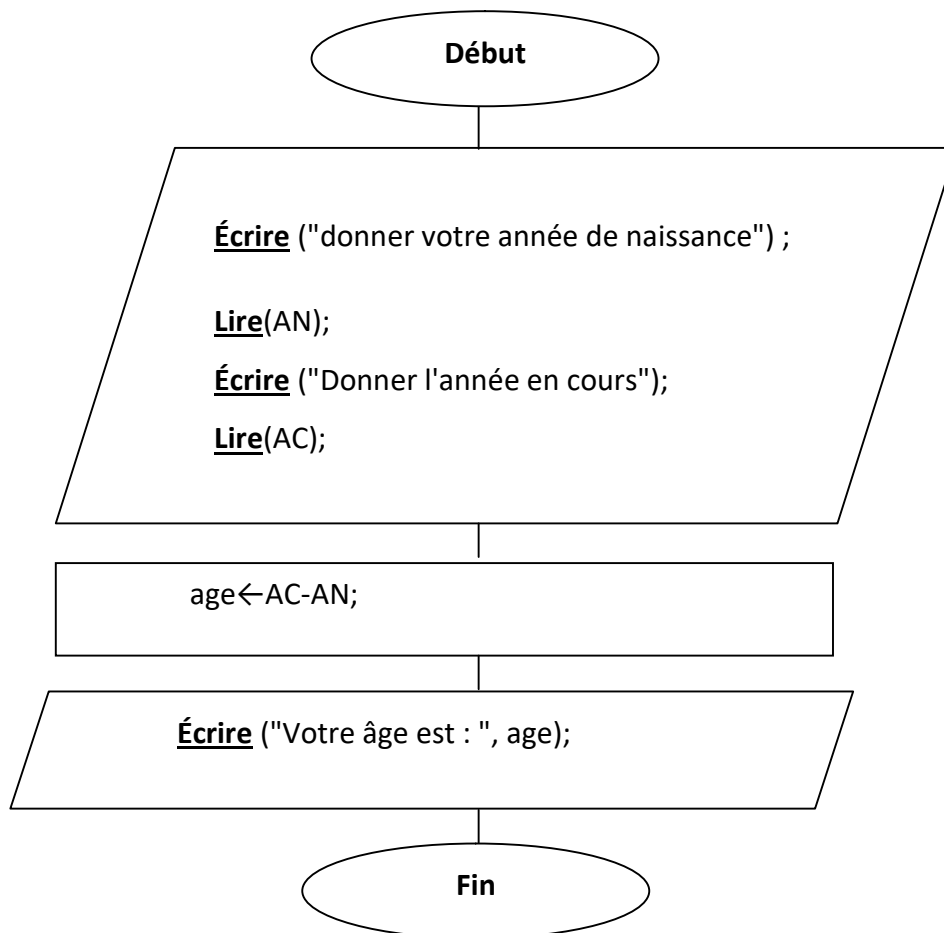 Début
Écrire ("donner votre année de naissance") ;
Lire(AN);
Écrire ("Donner l'année en cours");
Lire(AC);
age←AC-AN;
Écrire ("Votre âge est : ", age);
Fin